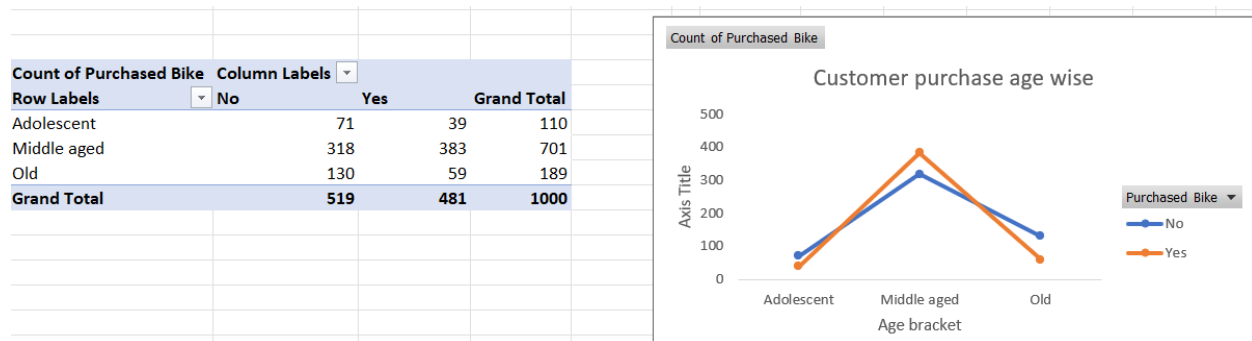 Count of Purchased Bike Column Labels
Row Labels No Yes Grand Total
Adolescent 71 39 110
Middle aged 318 383 701
Old 130 59 189
Grand Total 519 481 1000
Count of Purchased Bike
Customer purchase age wise
500
400
300
200
100
0
Axis Title
Adolescent Middle aged Old
Age bracket
Purchased Bike
No
Yes